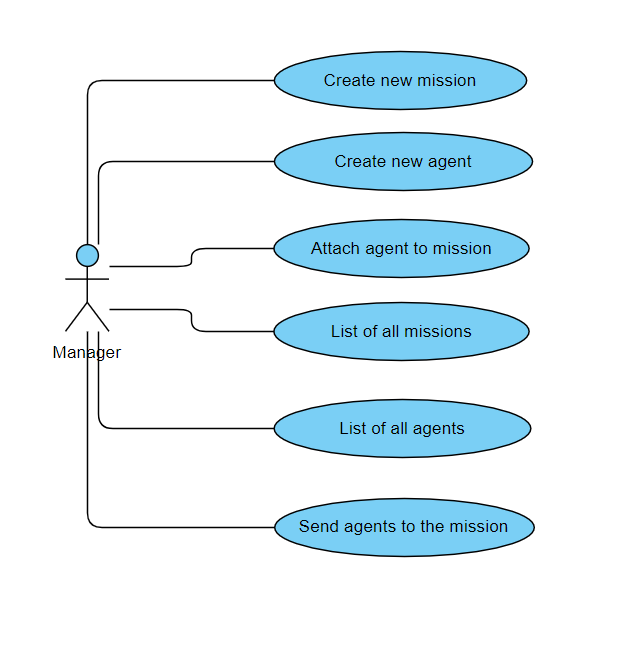 Create new mission
Create new agent
Attach agent to mission
List of all missions
Manager
List of all agents
Send agents to the mission